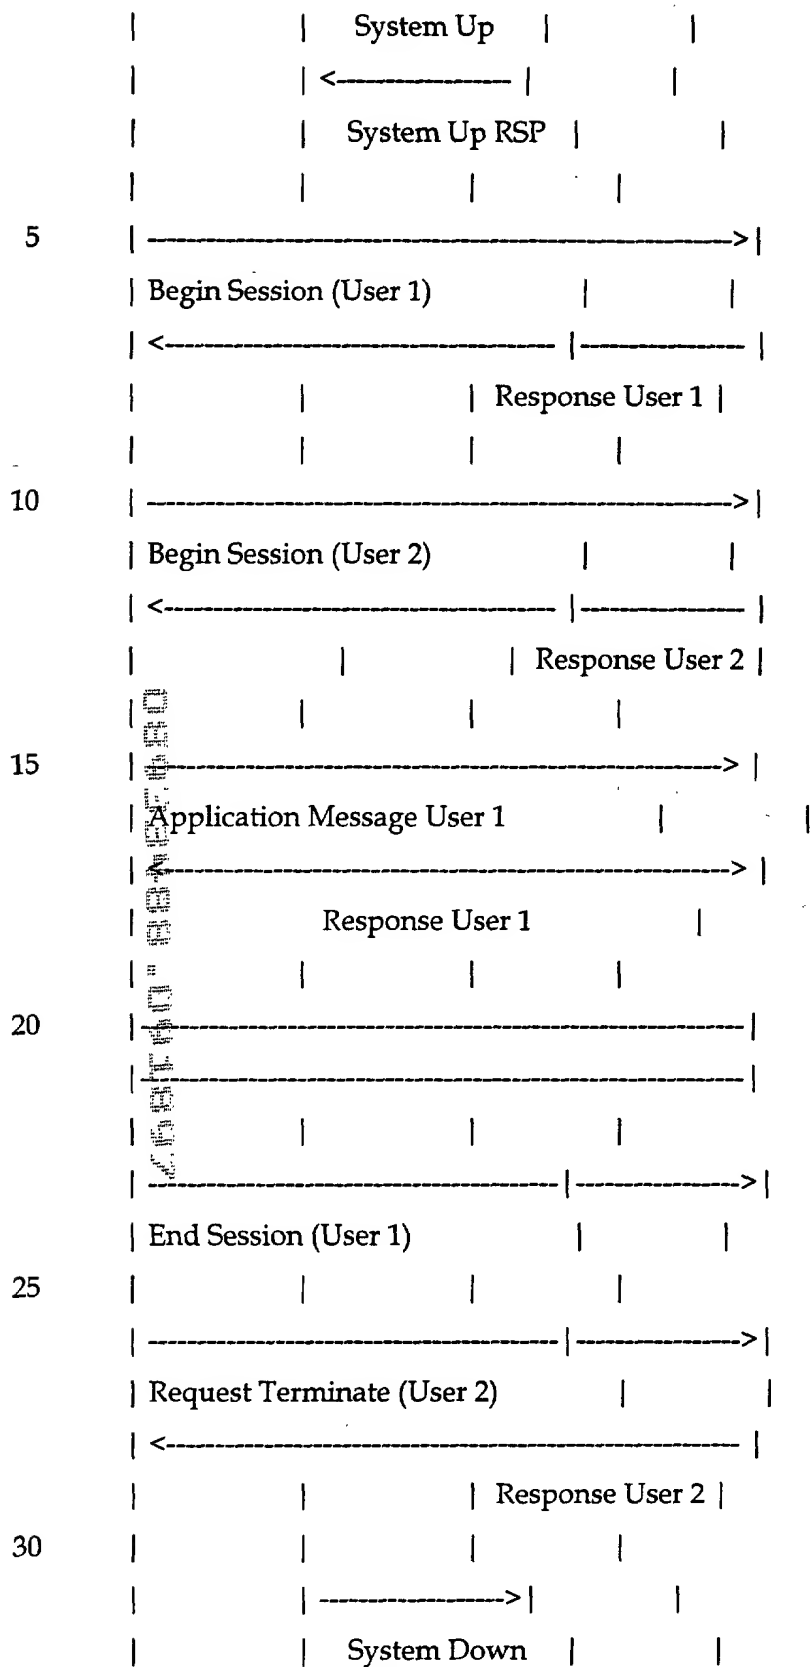 | | System Up | |
| | <---------------- | |
| | System Up RSP | |
| | | |
5 | --------------------------------------------------> |
| Begin Session (User 1) | |
| <---------------------------------- | -------------- |
| | | Response User 1 |
| | | |
10 | --------------------------------------------------> |
| Begin Session (User 2) | |
| <---------------------------------- | -------------- |
| | | Response User 2 |
| | | |
15 | --------------------------------------------------> |
| Application Message User 1 | |
| <-------------------------------------------------> |
| Response User 1 |
| | | |
20 | --------------------------------------------------- |
| --------------------------------------------------- |
| | | |
| ----------------------------------- | --------------> |
| End Session (User 1) | |
25 | | | |
| ----------------------------------- | --------------> |
| Request Terminate (User 2) | |
| <-------------------------------------------------- |
| | | Response User 2 |
30 | | | |
| | -----------------> | |
| | System Down | |